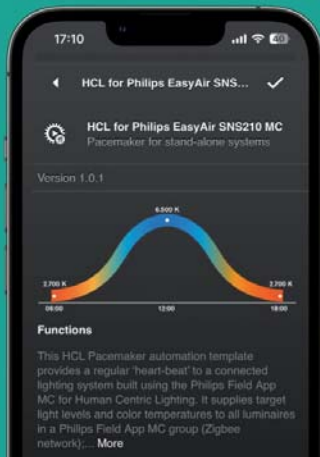 17:10
40
HCL for Philips EasyAir SNS...
HCL for Philips EasyAir SNS210 MC
Pacemaker for stand-alone systems
Version 1.0.1
6.500 K
2.700 K
2.700 K
06:00 12:00 18:00
Functions
This HCL Pacemaker automation template
provides a regular 'heart-beat' to a connected
lighting system built using the Philips Field App
MC for Human Centric Lighting. It supplies target
light levels and color temperatures to all luminaires
in a Philips Field App MC group (Zigbee
network);... More